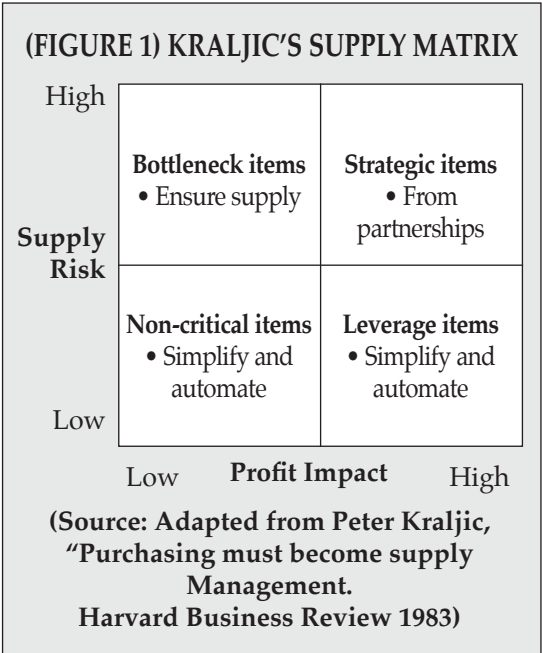 (FIGURE 1) KRALJIC'S SUPPLY MATRIX
High
Bottleneck items
• Ensure supply
Strategic items
• From
partnerships
Supply
Risk
Non-critical items
• Simplify and
automate
Leverage items
• Simplify and
automate
Low
Low Profit Impact High
(Source: Adapted from Peter Kraljic,
“Purchasing must become supply
Management.
Harvard Business Review 1983)